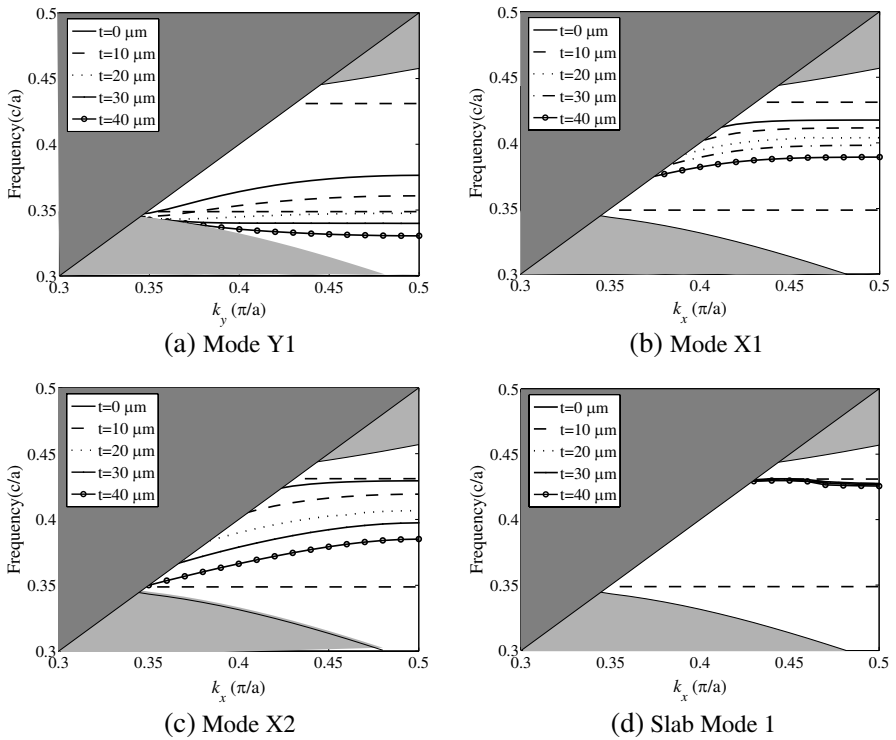 0.5
0.45
0.4
0.35
0.3
Frequency(c/a)
t=0 μm
t=10 μm
t=20 μm
t=30 μm
t=40 μm
0.3 0.35 0.4 0.45 0.5
k_y (π/a)
(a) Mode Y1
0.5
0.45
0.4
0.35
0.3
Frequency(c/a)
t=0 μm
t=10 μm
t=20 μm
t=30 μm
t=40 μm
0.3 0.35 0.4 0.45 0.5
k_x (π/a)
(b) Mode X1
0.5
0.45
0.4
0.35
0.3
Frequency(c/a)
t=0 μm
t=10 μm
t=20 μm
t=30 μm
t=40 μm
0.3 0.35 0.4 0.45 0.5
k_x (π/a)
(c) Mode X2
0.5
0.45
0.4
0.35
0.3
Frequency(c/a)
t=0 μm
t=10 μm
t=20 μm
t=30 μm
t=40 μm
0.3 0.35 0.4 0.45 0.5
k_x (π/a)
(d) Slab Mode 1